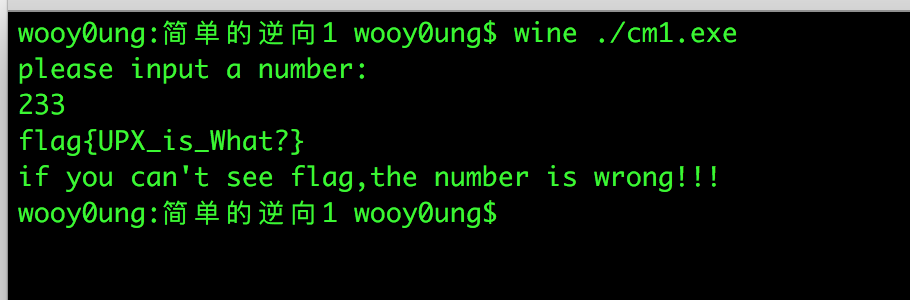 wooy0ung:简单的逆向1 wooy0ung$ wine ./cm1.exe
please input a number:
233
flag{UPX_is_What?}
if you can't see flag,the number is wrong!!!
wooy0ung:简单的逆向1 wooy0ung$